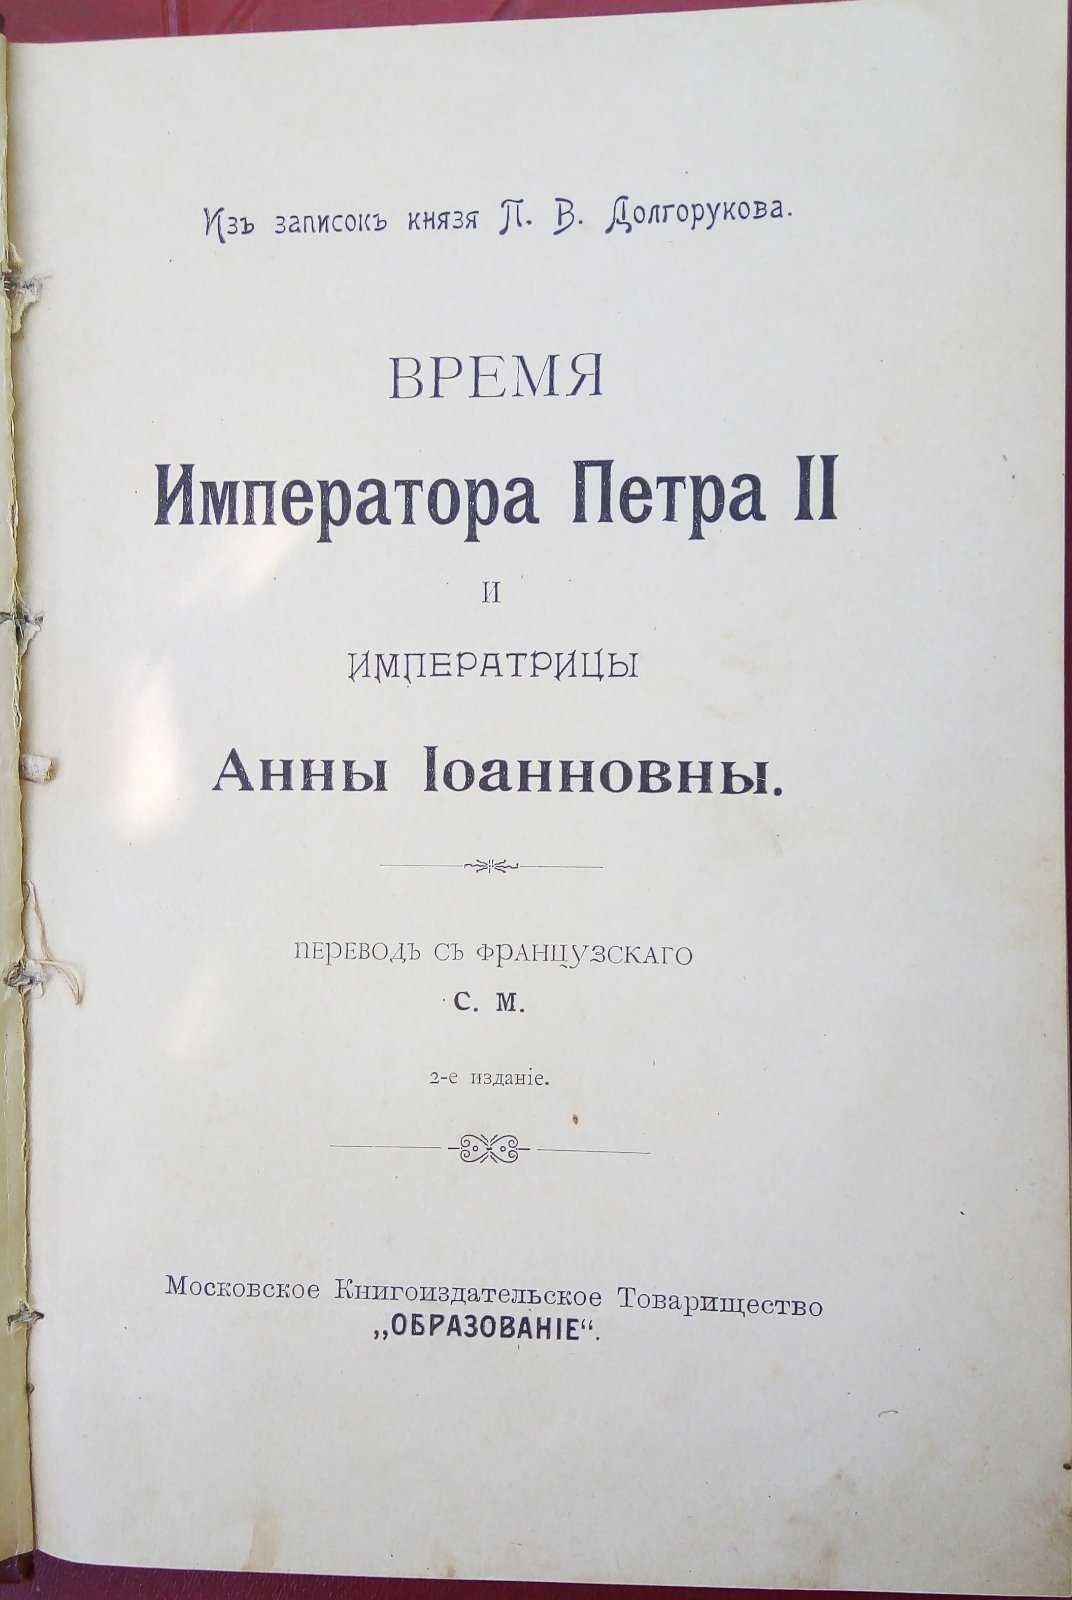 Изъ записокъ князя П. В. Долгорукова.
ВРЕМЯ
Императора Петра II
и
ИМПЕРАТРИЦЫ
Анны Іоанновны.
ПЕРЕВОДЪ СЪ ФРАНЦУЗСКАГО
С. М.
2-е изданіе.
Московское Книгоиздательское Товарищество
„ОБРАЗОВАНІЕ“.